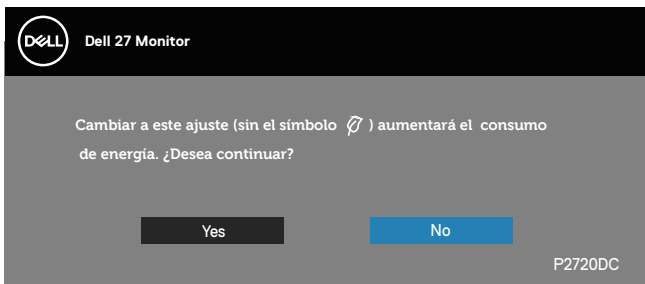 DELL
Dell 27 Monitor
Cambiar a este ajuste (sin el símbolo ) aumentará el consumo
de energía. ¿Desea continuar?
Yes No
P2720DC